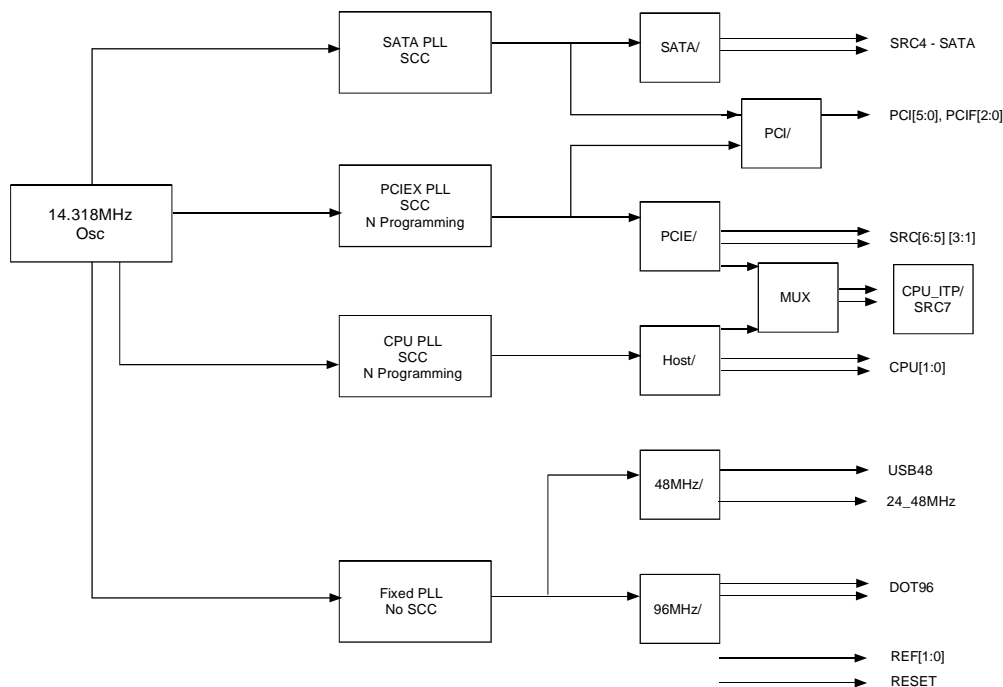 SATA PLL
SCC
SATA/
SRC4 - SATA
PCI/
PCI[5:0], PCIF[2:0]
14.318MHz
Osc
PCIEX PLL
SCC
N Programming
PCIE/
SRC[6:5] [3:1]
MUX
CPU_ITP/
SRC7
CPU PLL
SCC
N Programming
Host/
CPU[1:0]
48MHz/
USB48
24_48MHz
Fixed PLL
No SCC
96MHz/
DOT96
REF[1:0]
RESET